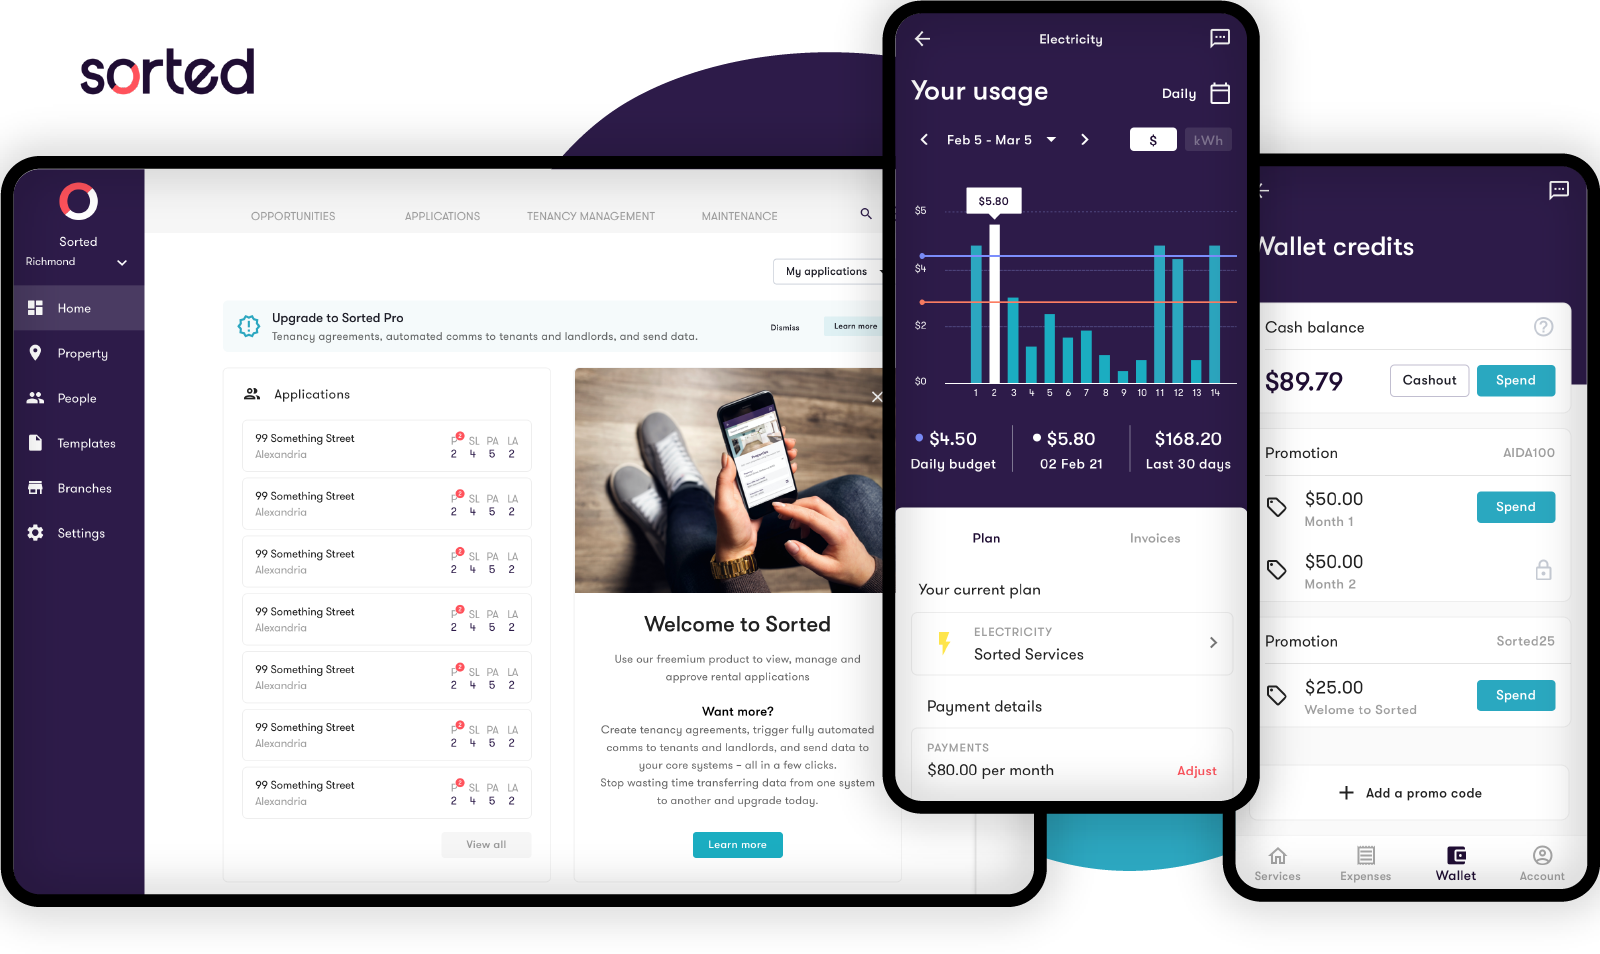 sorted
Sorted
Richmond
Home
Property
People
Templates
Branches
Settings
OPPORTUNITIES APPLICATIONS TENANCY MANAGEMENT MAINTENANCE
My applications
Upgrade to Sorted Pro
Tenancy agreements, automated comms to tenants and landlords, and send data.
Dismiss
Learn more
Applications
99 Something Street
Alexandria
P 2 SL PA LA
2 4 5 2
99 Something Street
Alexandria
P 2 SL PA LA
2 4 5 2
99 Something Street
Alexandria
P 2 SL PA LA
2 4 5 2
99 Something Street
Alexandria
P 2 SL PA LA
2 4 5 2
99 Something Street
Alexandria
P 2 SL PA LA
2 4 5 2
99 Something Street
Alexandria
P 2 SL PA LA
2 4 5 2
99 Something Street
Alexandria
P 2 SL PA LA
2 4 5 2
View all
Welcome to Sorted
Use our freemium product to view, manage and
approve rental applications
Want more?
Create tenancy agreements, trigger fully automated
comms to tenants and landlords, and send data to
your core systems – all in a few clicks.
Stop wasting time transferring data from one system
to another and upgrade today.
Learn more
Electricity
Your usage
Daily
Feb 5 - Mar 5
$ kWh
$5.80
$5
$4
$2
$0
1 2 3 4 5 6 7 8 9 10 11 12 13 14
$4.50
Daily budget
$5.80
02 Feb 21
$168.20
Last 30 days
Plan Invoices
Your current plan
ELECTRICITY
Sorted Services
Payment details
PAYMENTS
$80.00 per month
Adjust
Wallet credits
Cash balance
$89.79
Cashout
Spend
Promotion AIDA100
$50.00
Month 1
Spend
$50.00
Month 2
Promotion Sorted25
$25.00
Welome to Sorted
Spend
Add a promo code
Services Expenses Wallet Account